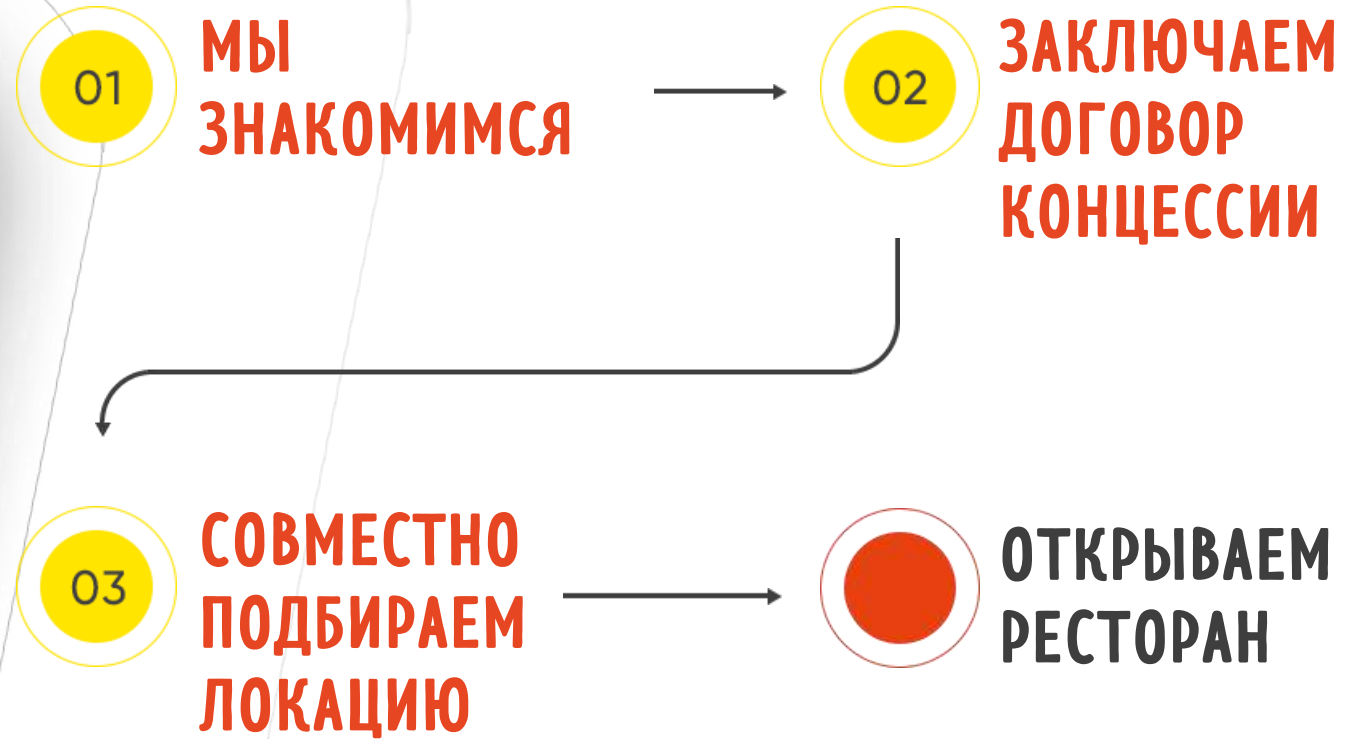 01
МЫ
ЗНАКОМИМСЯ
02
ЗАКЛЮЧАЕМ
ДОГОВОР
КОНЦЕССИИ
03
СОВМЕСТНО
ПОДБИРАЕМ
ЛОКАЦИЮ
ОТКРЫВАЕМ
РЕСТОРАН